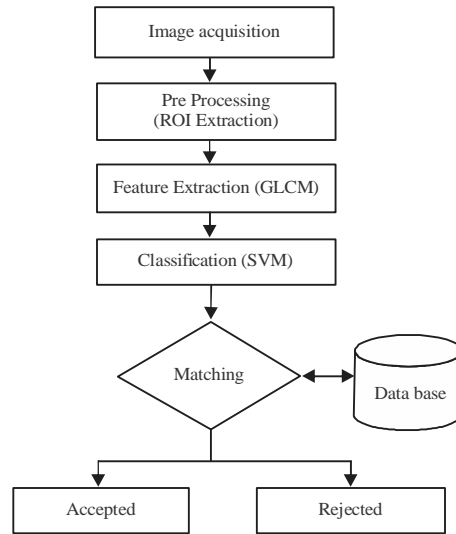 Image acquisition
Pre Processing
(ROI Extraction)
Feature Extraction (GLCM)
Classification (SVM)
Matching
Data base
Accepted
Rejected